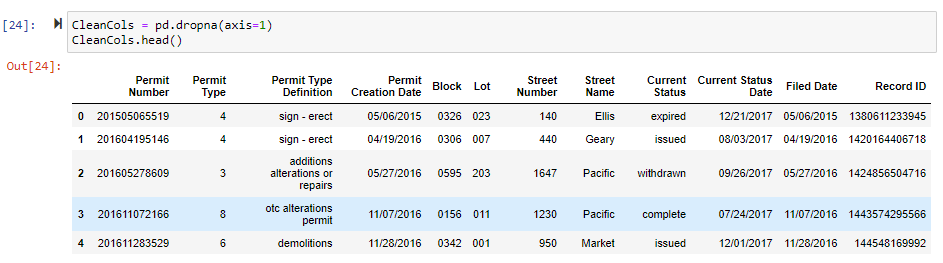 [24]: CleanCols = pd.dropna(axis=1)
CleanCols.head()
Out[24]:
Permit Number Permit Type Permit Type Definition Permit Creation Date Block Lot Street Number Street Name Current Status Current Status Date Filed Date Record ID
0 201505065519 4 sign - erect 05/06/2015 0326 023 140 Ellis expired 12/21/2017 05/06/2015 1380611233945
1 201604195146 4 sign - erect 04/19/2016 0306 007 440 Geary issued 08/03/2017 04/19/2016 1420164406718
2 201605278609 3 additions alterations or repairs 05/27/2016 0595 203 1647 Pacific withdrawn 09/26/2017 05/27/2016 1424856504716
3 201611072166 8 otc alterations permit 11/07/2016 0156 011 1230 Pacific complete 07/24/2017 11/07/2016 1443574295566
4 201611283529 6 demolitions 11/28/2016 0342 001 950 Market issued 12/01/2017 11/28/2016 144548169992